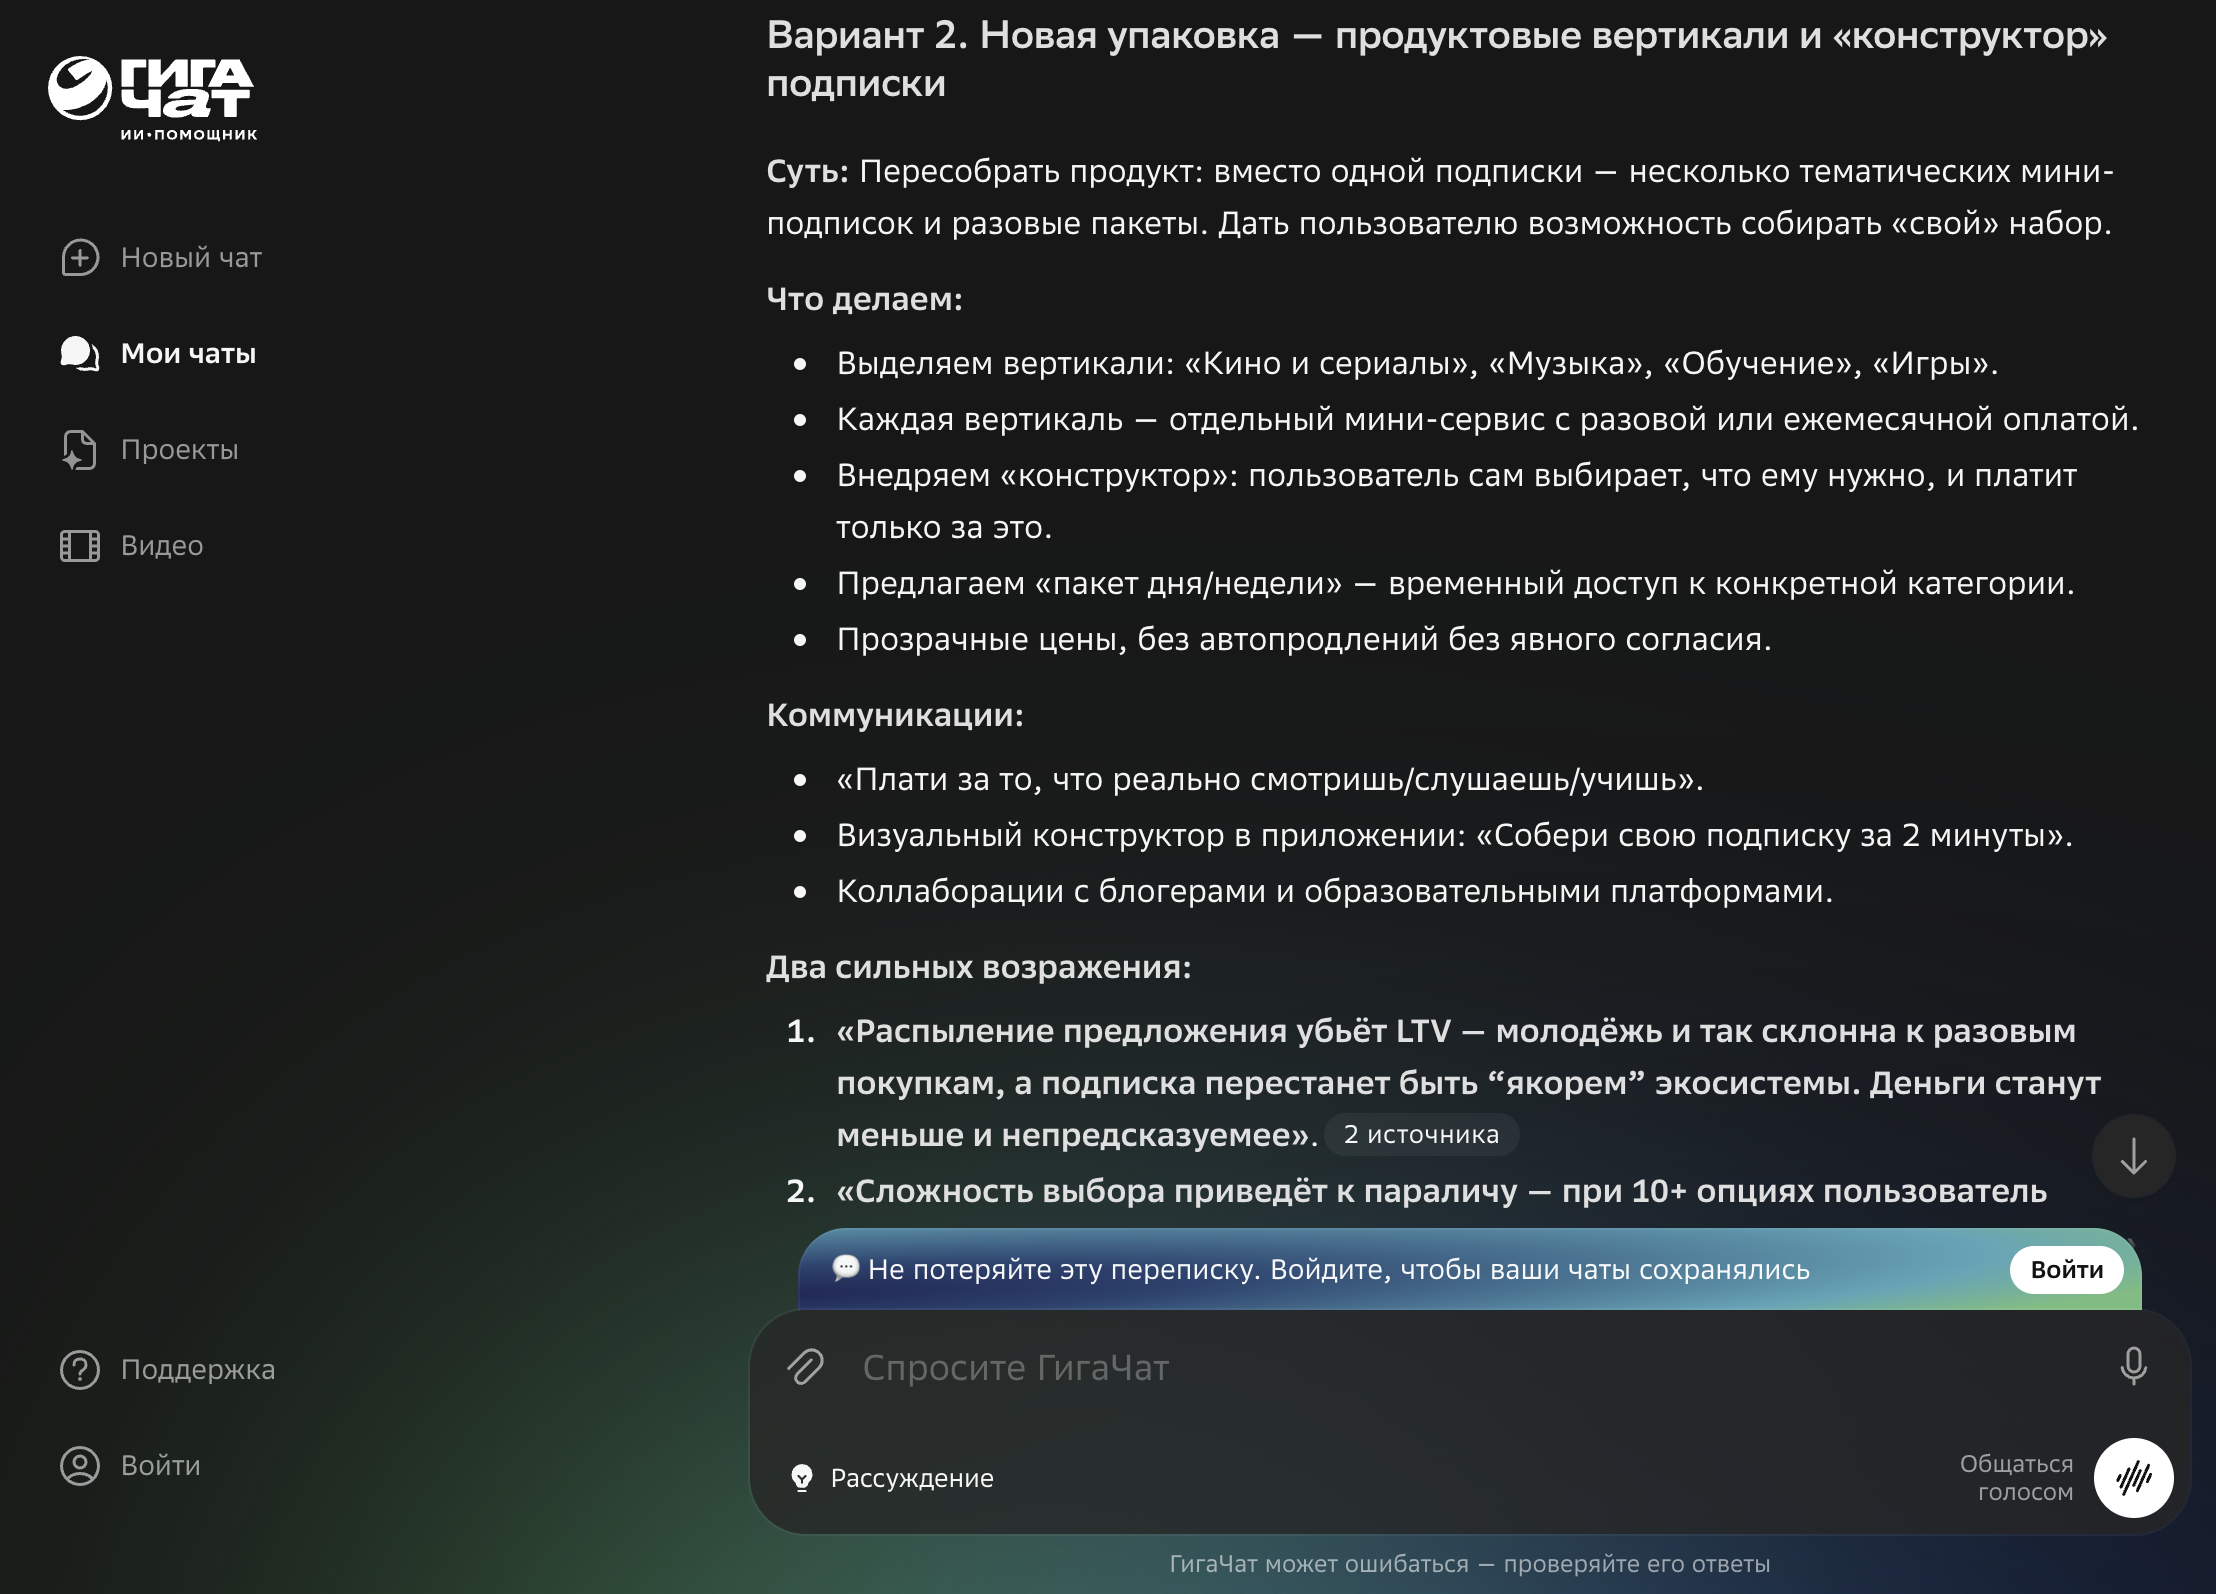 ГИГА
Чат
ИИ•ПОМОЩНИК
Новый чат
Мои чаты
Проекты
Видео
Поддержка
Войти
Вариант 2. Новая упаковка — продуктовые вертикали и «конструктор»
подписки
Суть: Пересобрать продукт: вместо одной подписки — несколько тематических мини-
подписок и разовые пакеты. Дать пользователю возможность собирать «свой» набор.
Что делаем:
• Выделяем вертикали: «Кино и сериалы», «Музыка», «Обучение», «Игры».
• Каждая вертикаль — отдельный мини-сервис с разовой или ежемесячной оплатой.
• Внедряем «конструктор»: пользователь сам выбирает, что ему нужно, и платит
только за это.
• Предлагаем «пакет дня/недели» — временный доступ к конкретной категории.
• Прозрачные цены, без автопродлений без явного согласия.
Коммуникации:
• «Плати за то, что реально смотришь/слушаешь/учишь».
• Визуальный конструктор в приложении: «Собери свою подписку за 2 минуты».
• Коллаборации с блогерами и образовательными платформами.
Два сильных возражения:
1. «Распыление предложения убьёт LTV — молодёжь и так склонна к разовым
покупкам, а подписка перестанет быть “якорем” экосистемы. Деньги станут
меньше и непредсказуемее». 2 источника
2. «Сложность выбора приведёт к параличу — при 10+ опциях пользователь
Не потеряйте эту переписку. Войдите, чтобы ваши чаты сохранялись
Войти
Спросите ГигаЧат
Рассуждение
Общаться
голосом
ГигаЧат может ошибаться — проверяйте его ответы